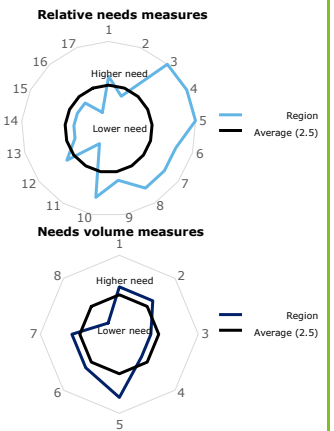 Relative needs measures
1
17
2
16
3
Higher need
15
4
Region
14
Lower need
5
Average (2.5)
13
6
12
7
11
8
10
9
Needs volume measures
1
8
Higher need
2
Region
7
Lower need
3
Average (2.5)
6
4
5